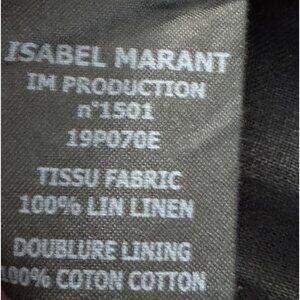 ISABEL MARANT
IM PRODUCTION
n°1501
19P070E
TISSU FABRIC
100% LIN LINEN
DOUBLURE LINING
100% COTON COTTON